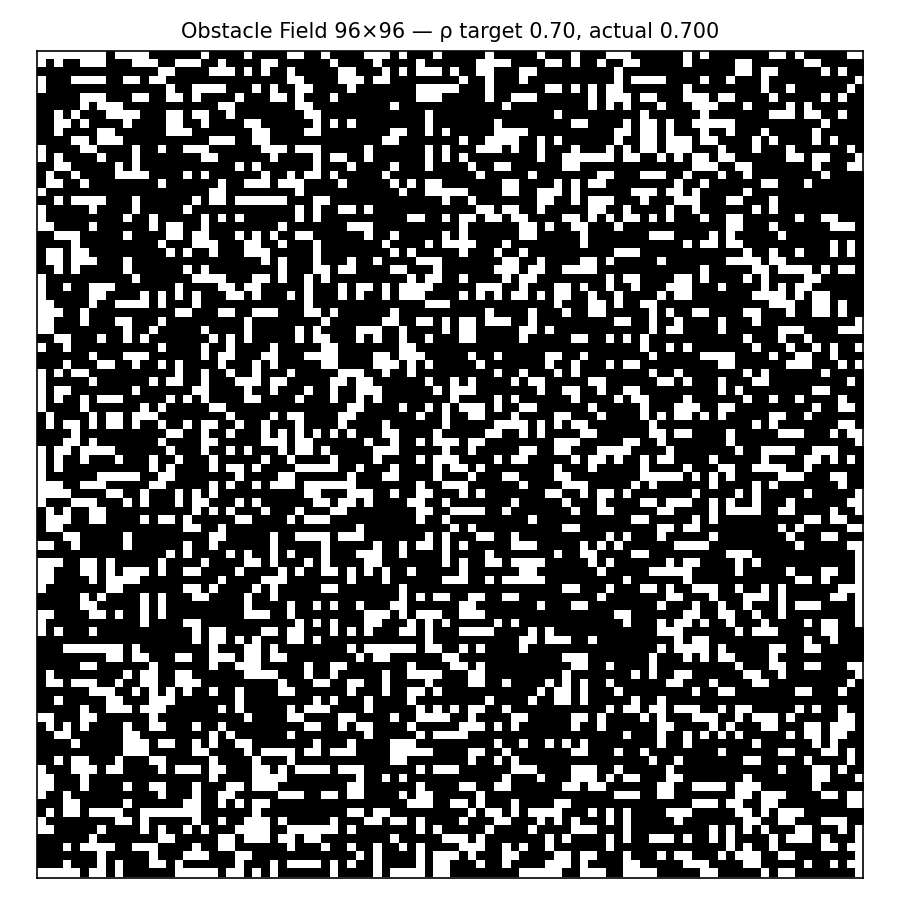 Obstacle Field 96×96 — ρ target 0.70, actual 0.700